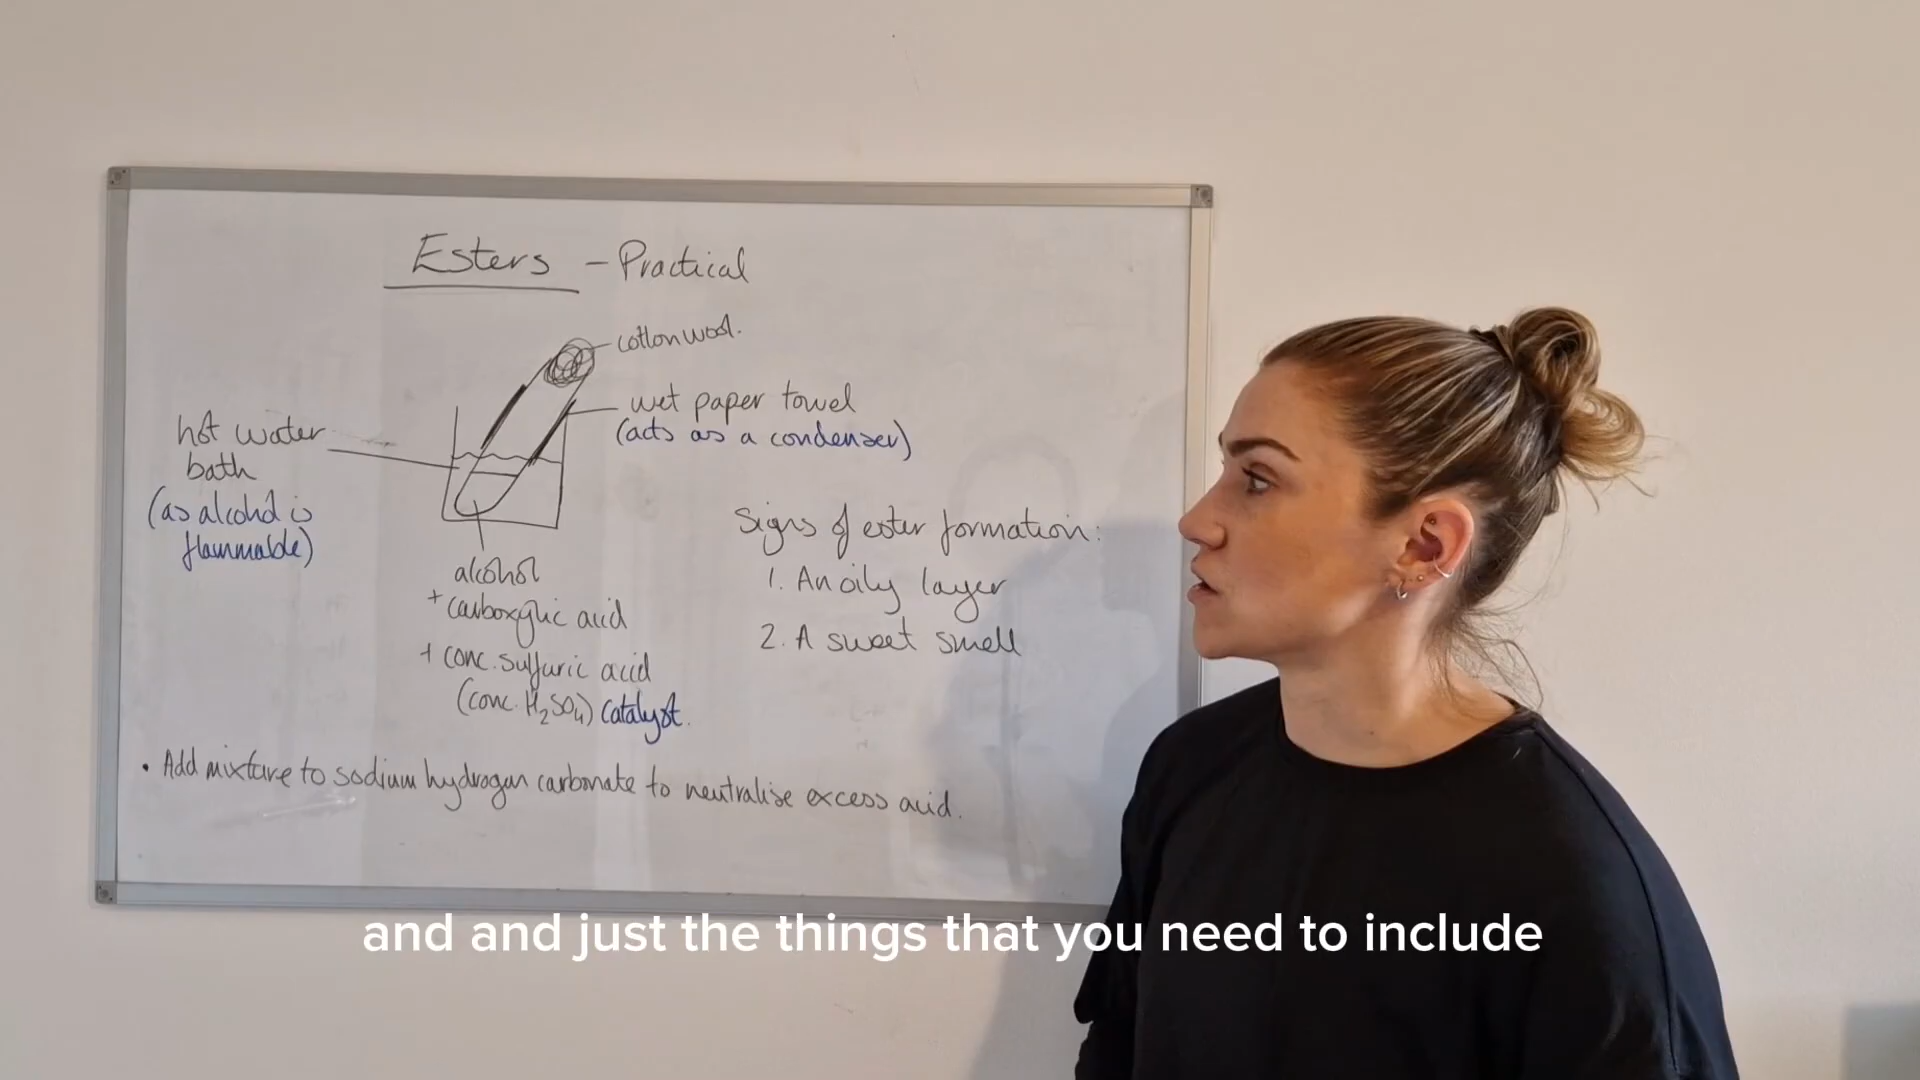 Esters - Practical
cotton wool.
wet paper towel
(acts as a condenser)
hot water
bath
(as alcohol is
flammable)
alcohol
+ carboxylic acid
+ conc. sulfuric acid
(conc. H₂SO₄) catalyst.
Signs of ester formation:
1. An oily layer
2. A sweet smell
• Add mixture to sodium hydrogen carbonate to neutralise excess acid.
and and just the things that you need to include